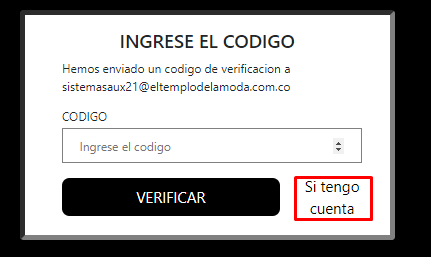 INGRESE EL CODIGO
Hemos enviado un codigo de verificacion a
sistemasaux21@eltemplodelamoda.com.co
CODIGO
Ingrese el codigo
VERIFICAR
Si tengo
cuenta